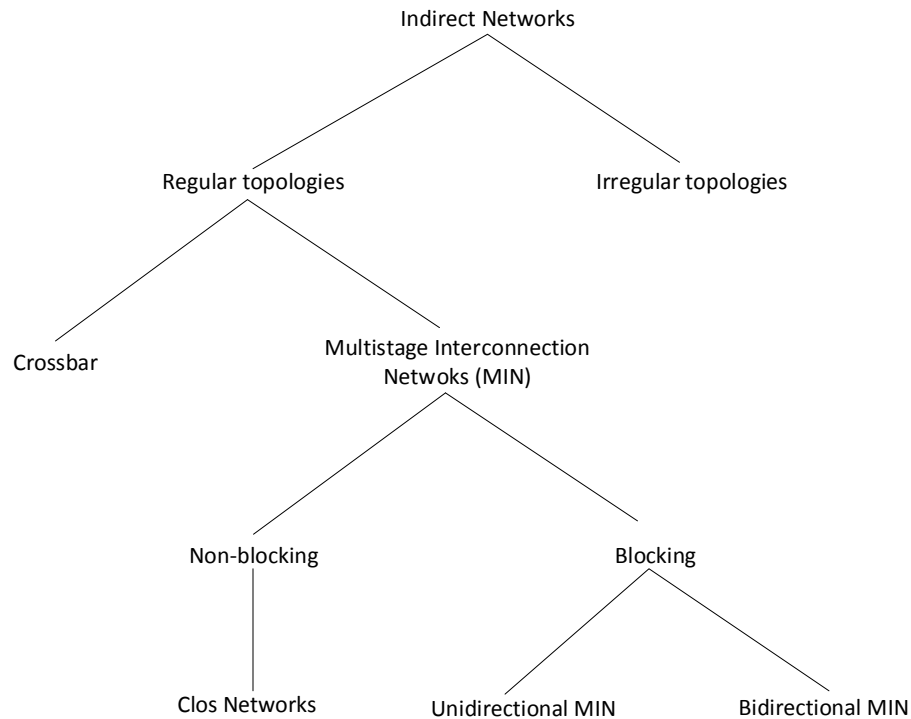 Indirect Networks
Regular topologies
Irregular topologies
Crossbar
Multistage Interconnection
Netwoks (MIN)
Non-blocking
Blocking
Clos Networks
Unidirectional MIN
Bidirectional MIN